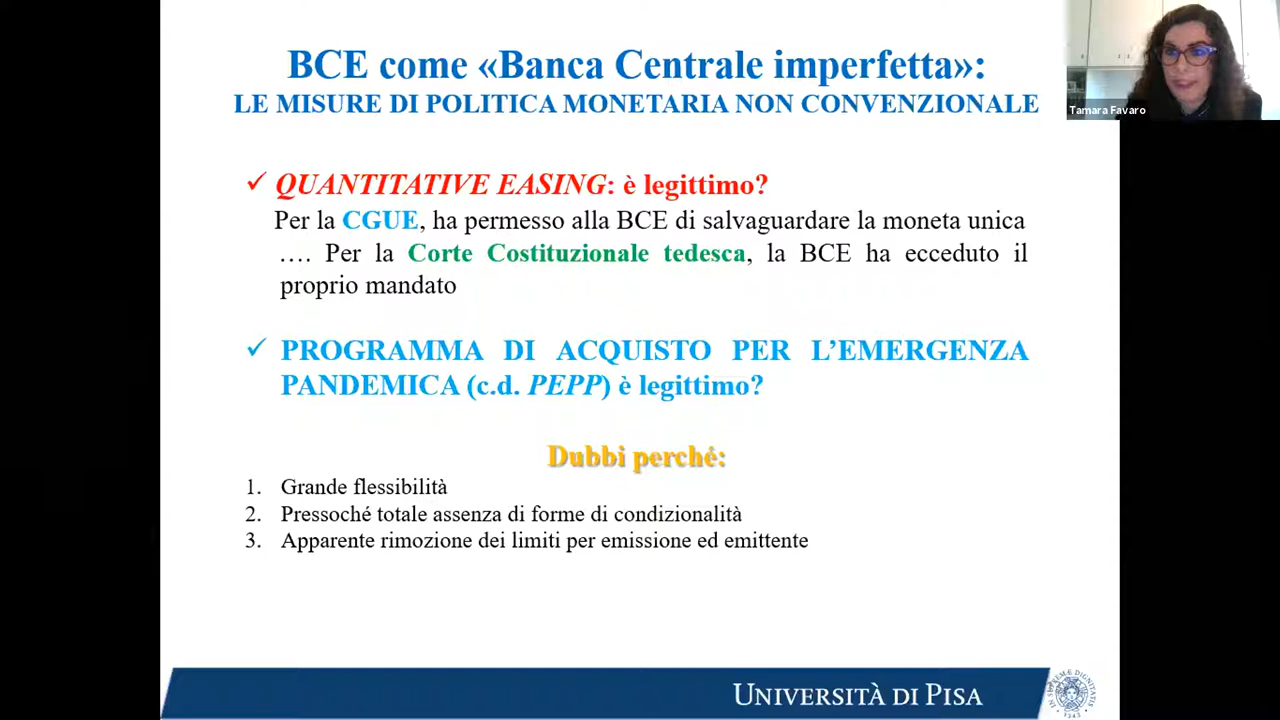 BCE come «Banca Centrale imperfetta»:
LE MISURE DI POLITICA MONETARIA NON CONVENZIONALE
Tamara Favaro
✓ QUANTITATIVE EASING: è legittimo?
Per la CGUE, ha permesso alla BCE di salvaguardare la moneta unica
…. Per la Corte Costituzionale tedesca, la BCE ha ecceduto il
proprio mandato
✓ PROGRAMMA DI ACQUISTO PER L’EMERGENZA
PANDEMICA (c.d. PEPP) è legittimo?
Dubbi perché:
1. Grande flessibilità
2. Pressoché totale assenza di forme di condizionalità
3. Apparente rimozione dei limiti per emissione ed emittente
UNIVERSITÀ DI PISA